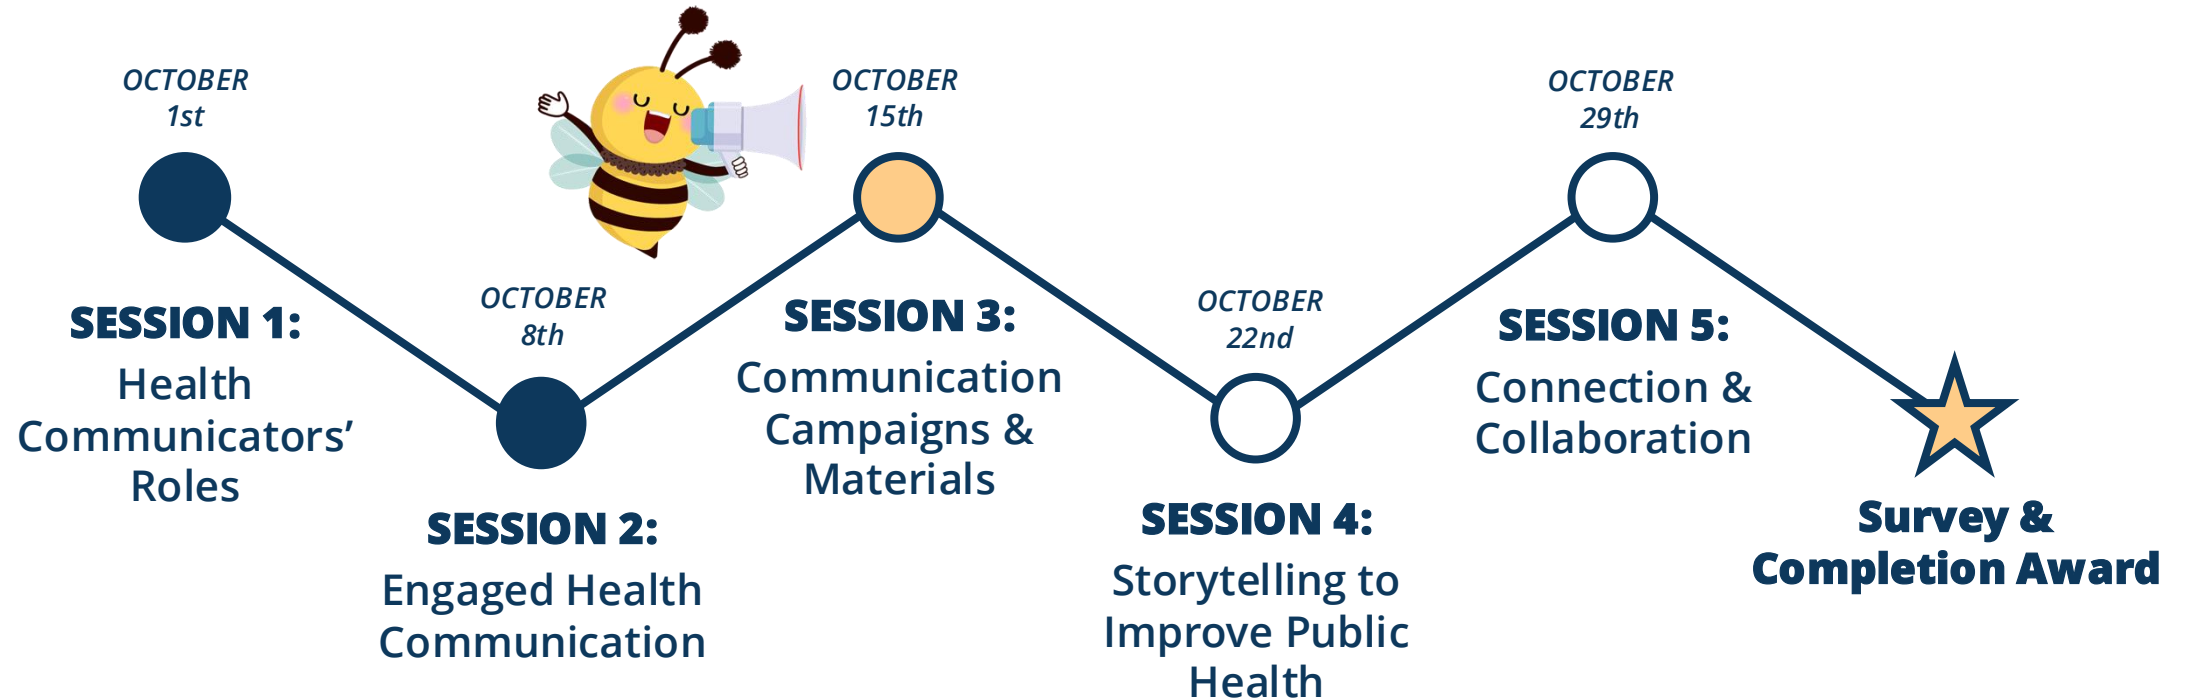 OCTOBER
1st
SESSION 1:
Health
Communicators’
Roles
OCTOBER
8th
SESSION 2:
Engaged Health
Communication
OCTOBER
15th
SESSION 3:
Communication
Campaigns &
Materials
OCTOBER
22nd
SESSION 4:
Storytelling to
Improve Public
Health
OCTOBER
29th
SESSION 5:
Connection &
Collaboration
Survey &
Completion Award